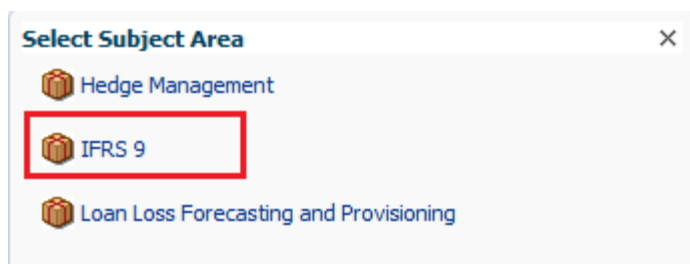 Select Subject Area
Hedge Management
IFRS 9
Loan Loss Forecasting and Provisioning